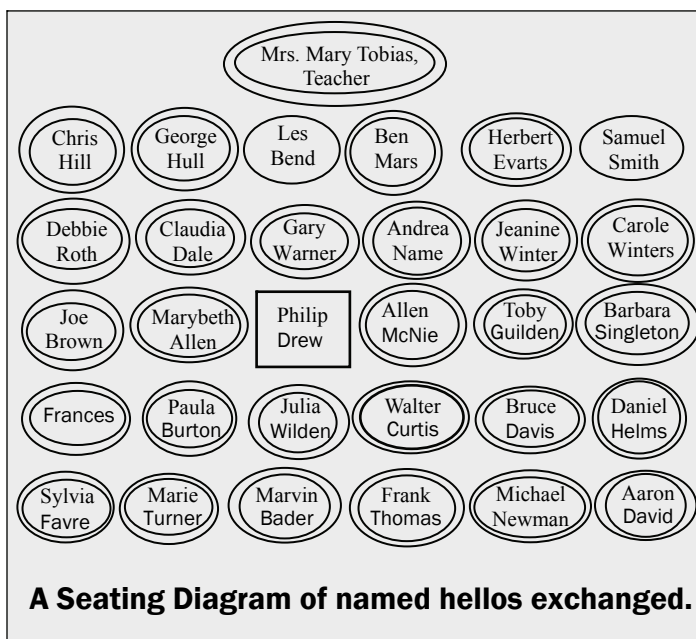 Mrs. Mary Tobias,
Teacher
Chris
Hill
George
Hull
Les
Bend
Ben
Mars
Herbert
Evarts
Samuel
Smith
Debbie
Roth
Claudia
Dale
Gary
Warner
Andrea
Name
Jeanine
Winter
Carole
Winters
Joe
Brown
Marybeth
Allen
Philip
Drew
Allen
McNie
Toby
Guilden
Barbara
Singleton
Frances
Paula
Burton
Julia
Wilden
Walter
Curtis
Bruce
Davis
Daniel
Helms
Sylvia
Favre
Marie
Turner
Marvin
Bader
Frank
Thomas
Michael
Newman
Aaron
David
A Seating Diagram of named hellos exchanged.